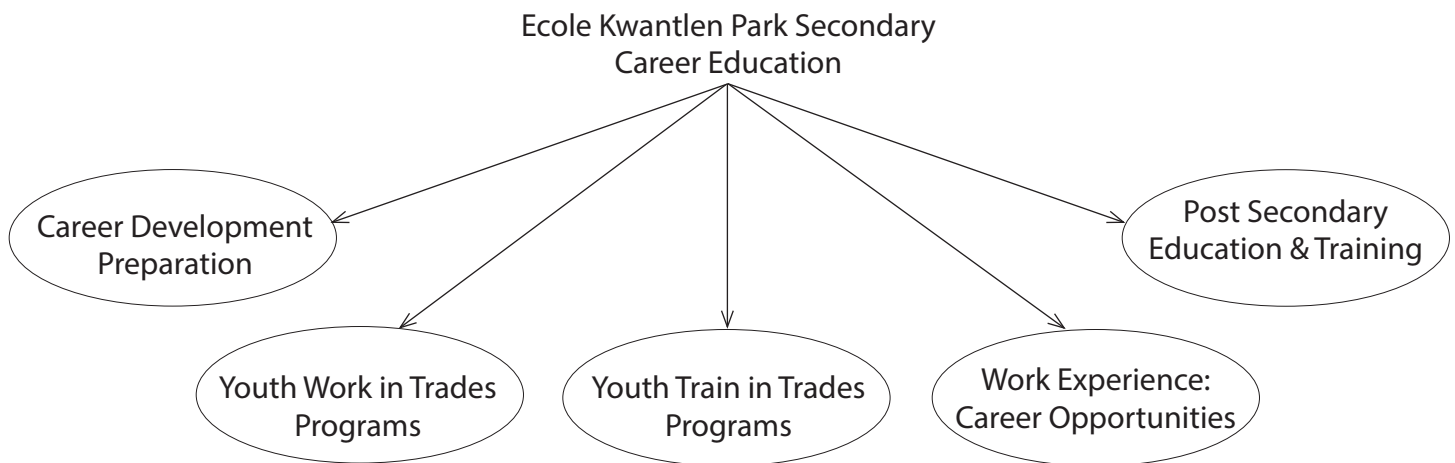 Ecole Kwantlen Park Secondary
Career Education
Career Development
Preparation
Post Secondary
Education & Training
Youth Work in Trades
Programs
Youth Train in Trades
Programs
Work Experience:
Career Opportunities